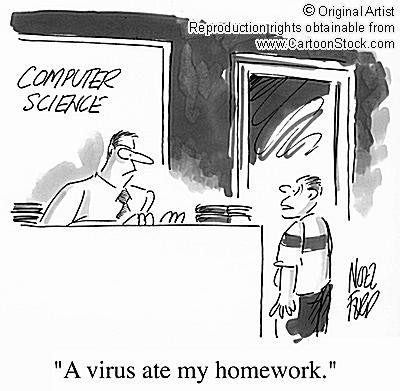 © Original Artist
Reproduction rights obtainable from
www.CartoonStock.com
COMPUTER
SCIENCE
NOEL
FORD
"A virus ate my homework."